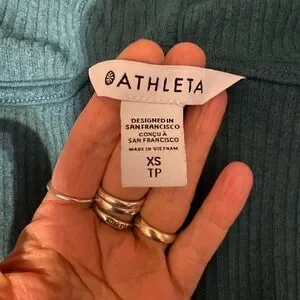 ATHLETA
DESIGNED IN
SAN FRANCISCO
CONÇU À
SAN FRANCISCO
MADE IN VIETNAM
XS
TP